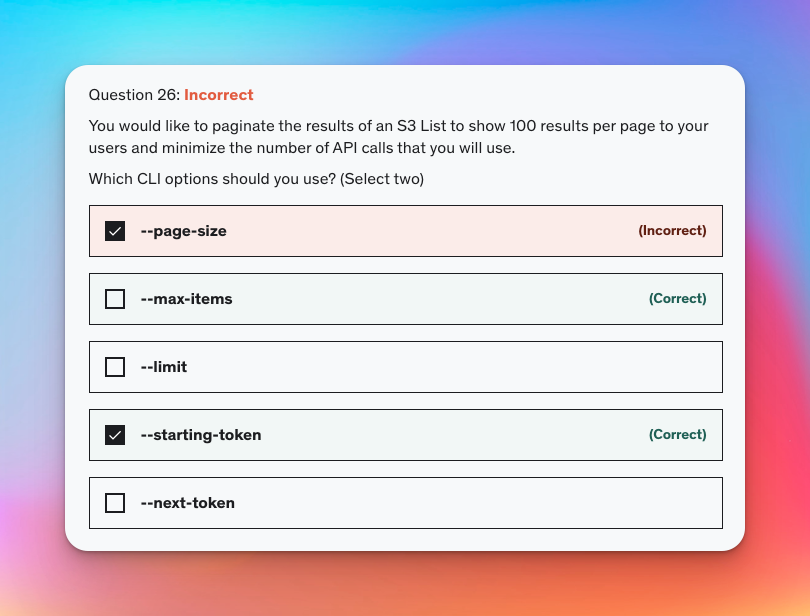 Question 26: Incorrect
You would like to paginate the results of an S3 List to show 100 results per page to your
users and minimize the number of API calls that you will use.
Which CLI options should you use? (Select two)
--page-size (Incorrect)
--max-items (Correct)
--limit
--starting-token (Correct)
--next-token